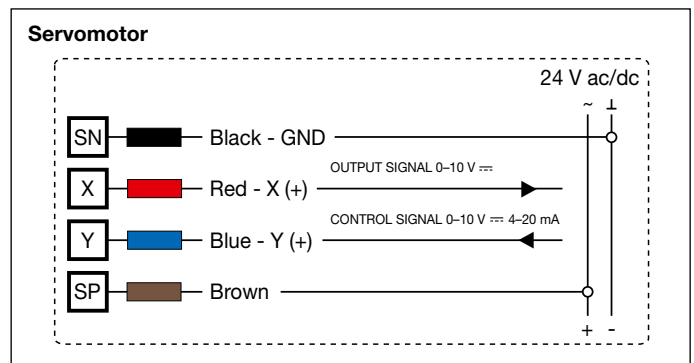 Servomotor
24 V ac/dc
~ ⊥
SN Black - GND
X Red - X (+) OUTPUT SIGNAL 0–10 V ⎓
Y Blue - Y (+) CONTROL SIGNAL 0–10 V ⎓ 4–20 mA
SP Brown
+ -